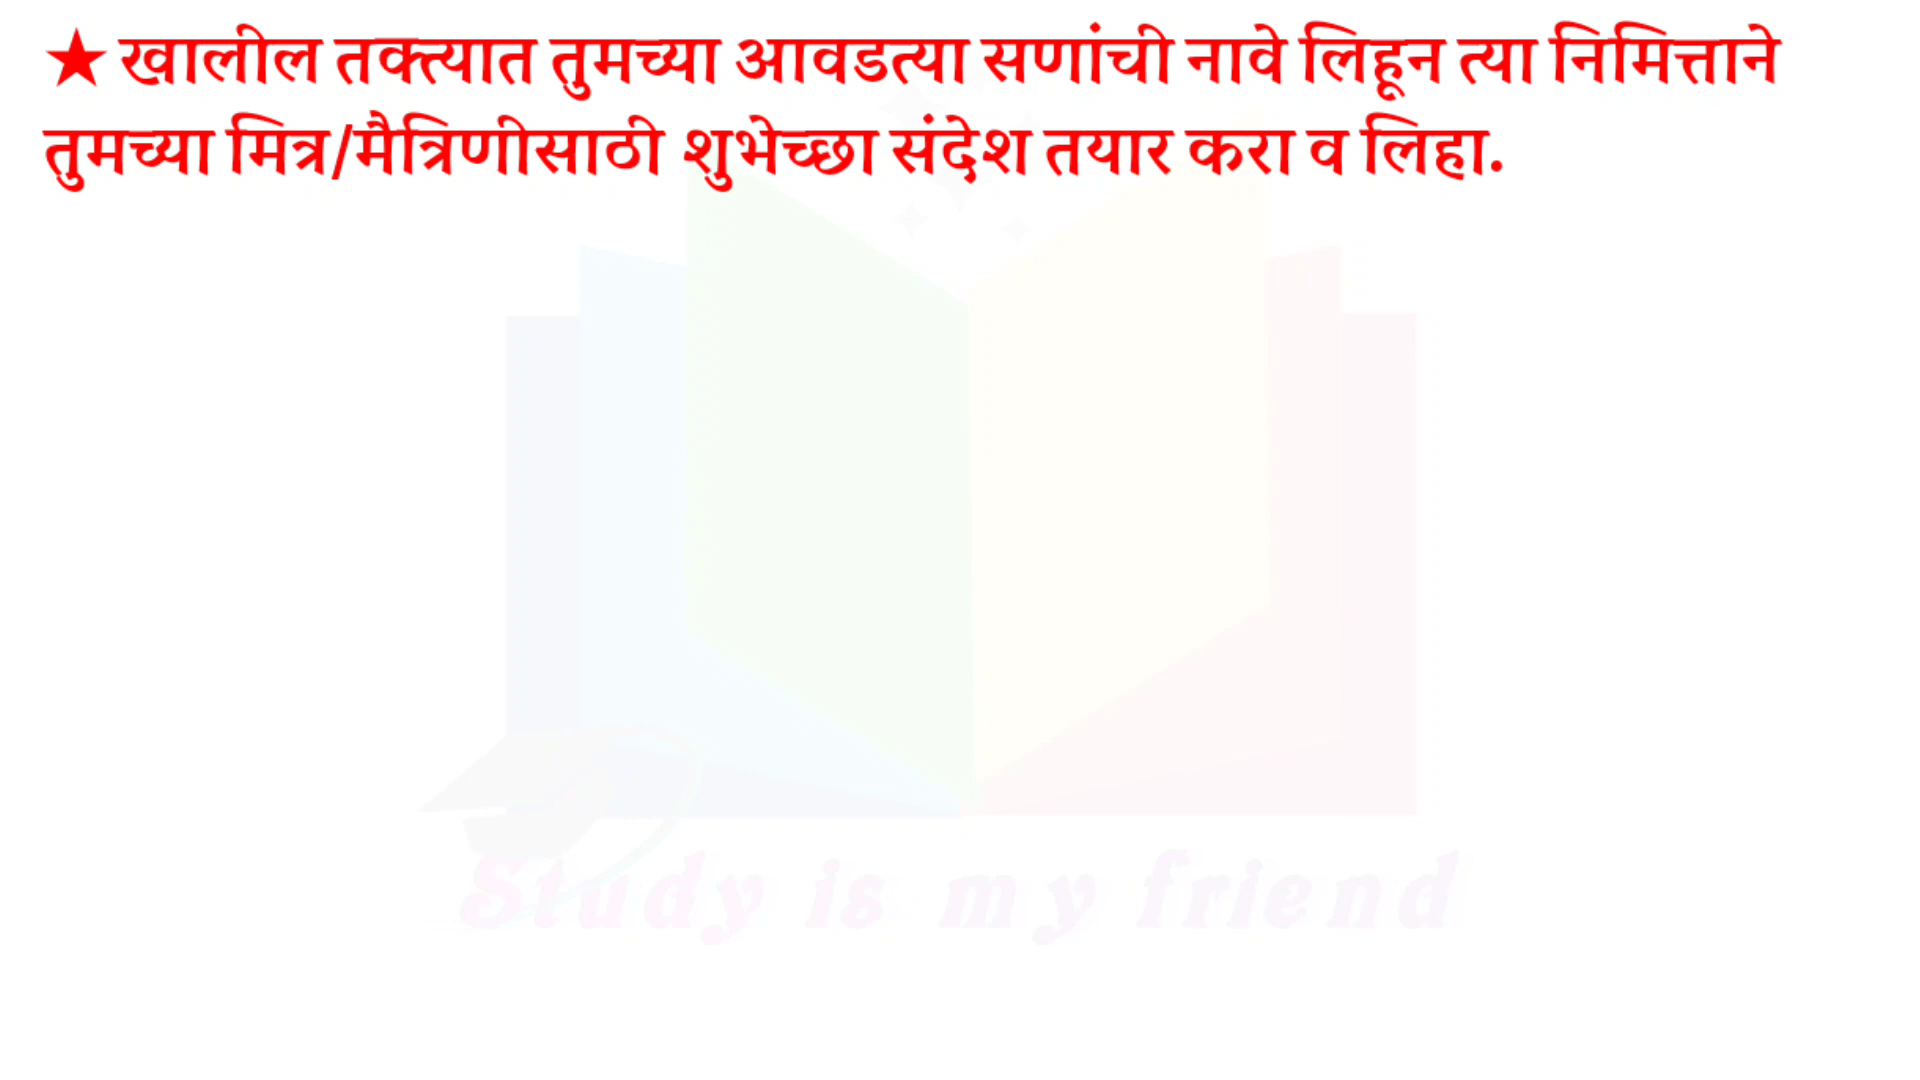 ★ खालील तक्त्यात तुमच्या आवडत्या सणांची नावे लिहून त्या निमित्ताने
तुमच्या मित्र/मैत्रिणीसाठी शुभेच्छा संदेश तयार करा व लिहा.
Study is my friend